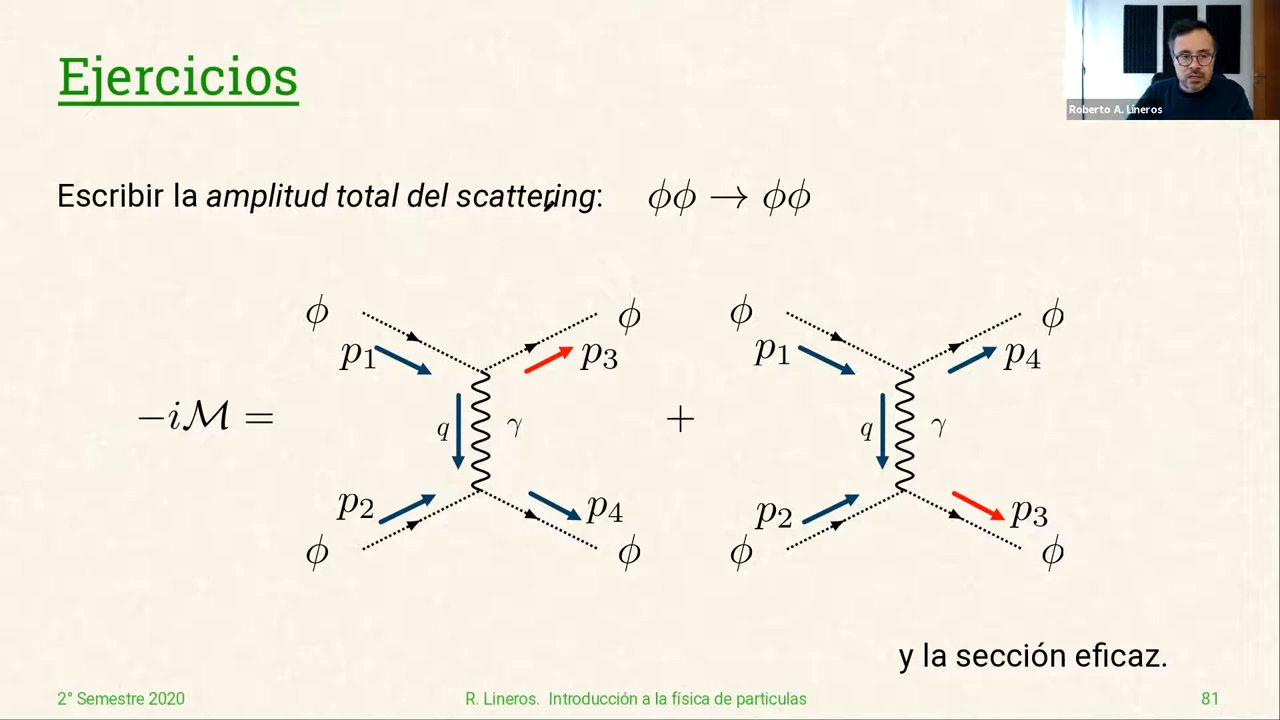 Ejercicios
Roberto A. Lineros
Escribir la amplitud total del scattering: ϕϕ → ϕϕ
ϕ ϕ ϕ ϕ
p₁ p₃ p₁ p₄
−iℳ = q γ + q γ
p₂ p₄ p₂ p₃
ϕ ϕ ϕ ϕ
y la sección eficaz.
2° Semestre 2020 R. Lineros. Introducción a la física de particulas 81